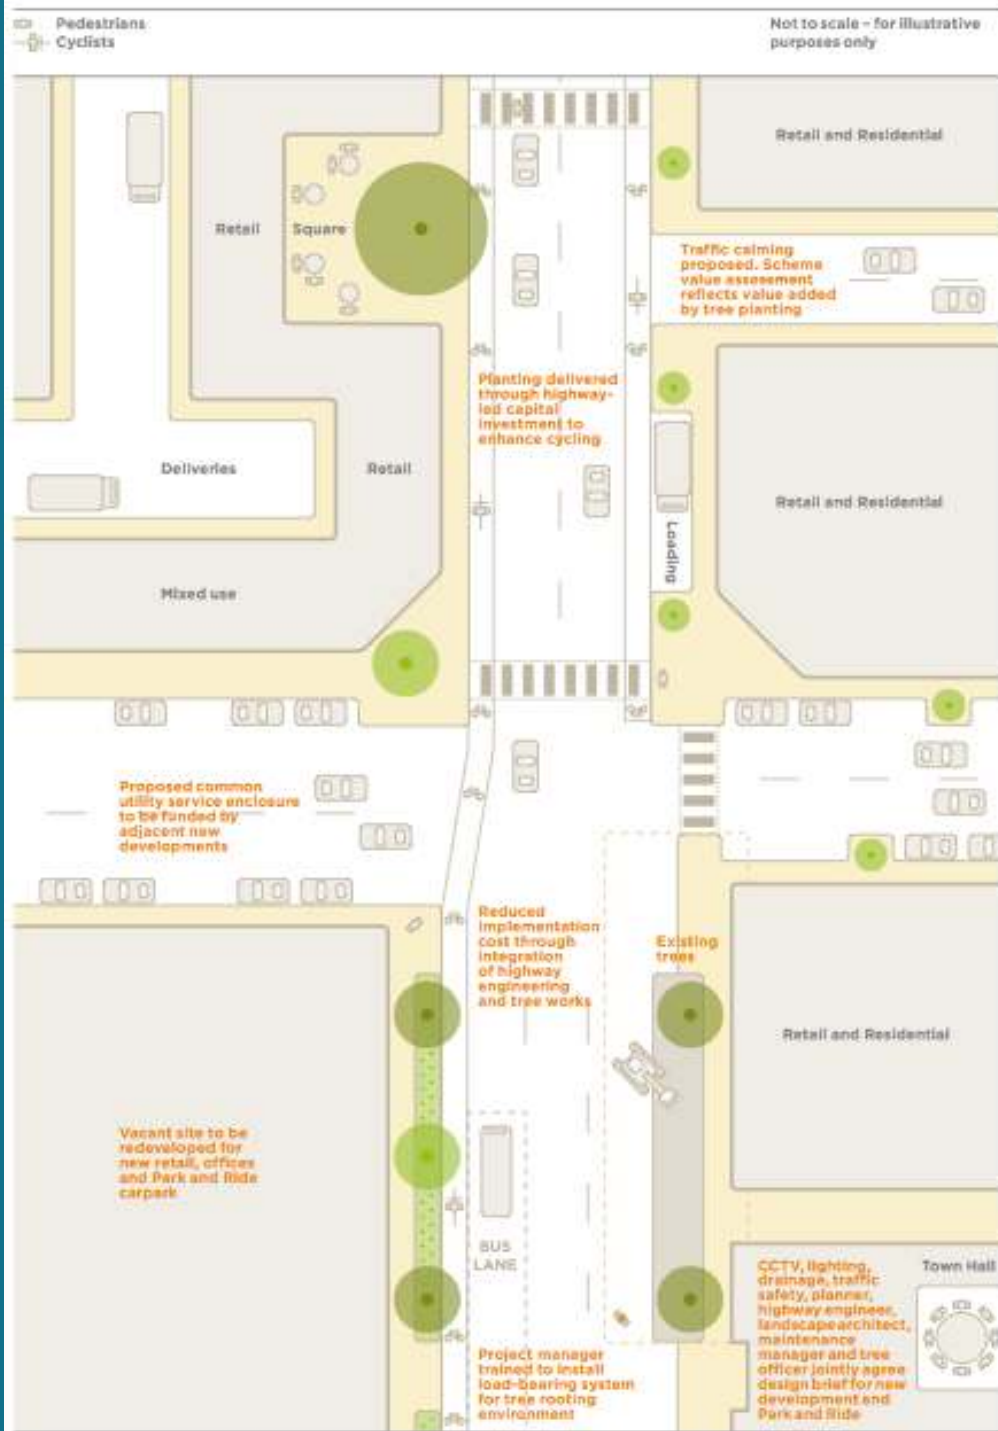 Pedestrians
Cyclists
Not to scale – for illustrative
purposes only
Retail and Residential
Retail
Square
Traffic calming
proposed. Scheme
value assesment
reflects value added
by tree planting
Planting delivered
through highway-
led capital
investment to
enhance cycling
Deliveries
Retail
Retail and Residential
Loading
Mixed use
Proposed common
utility service enclosure
to be funded by
adjacent new
developments
Reduced
implementation
cost through
integration
of highway
engineering
and tree works
Existing
trees
Retail and Residential
Vacant site to be
redeveloped for
new retail, offices
and Park and Ride
carpark
BUS
LANE
CCTV, lighting,
drainage, traffic
safety, planner,
highway engineer,
landscapearchitect,
maintenance
manager and tree
officer jointly agree
design brief for new
development end
Park and Ride
Town Hall
Project manager
trained to install
load-bearing system
for tree rooting
environment